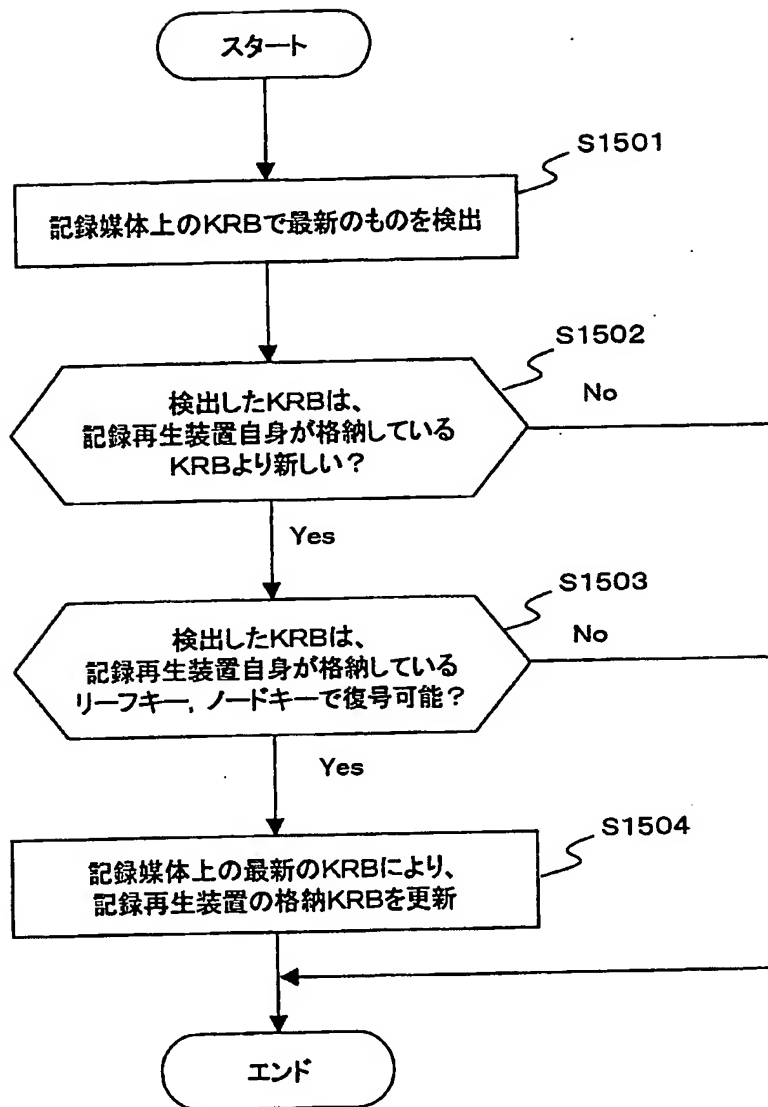 スタート
S1501
記録媒体上のKRBで最新のものを検出
S1502
検出したKRBは、
記録再生装置自身が格納している
KRBより新しい？
No
Yes
S1503
検出したKRBは、
記録再生装置自身が格納している
リーフキー，ノードキーで復号可能？
No
Yes
S1504
記録媒体上の最新のKRBにより、
記録再生装置の格納KRBを更新
エンド